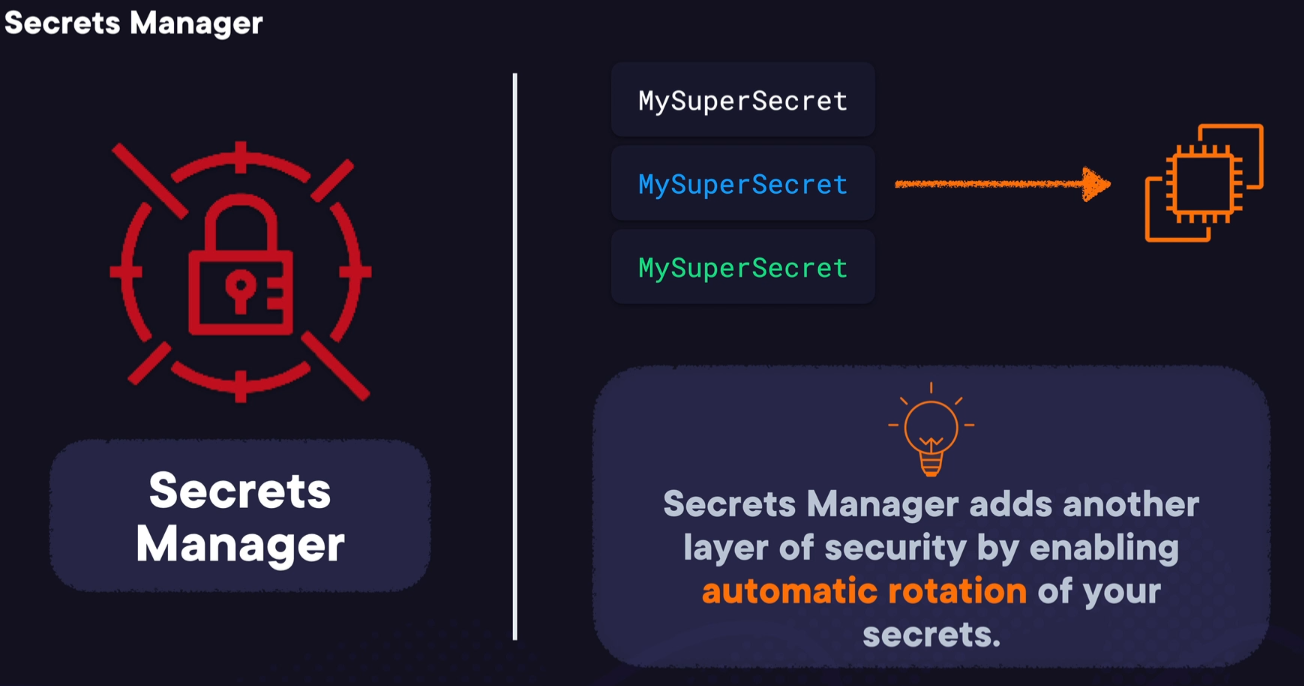 Secrets Manager
MySuperSecret
MySuperSecret
MySuperSecret
Secrets
Manager
Secrets Manager adds another
layer of security by enabling
automatic rotation of your
secrets.